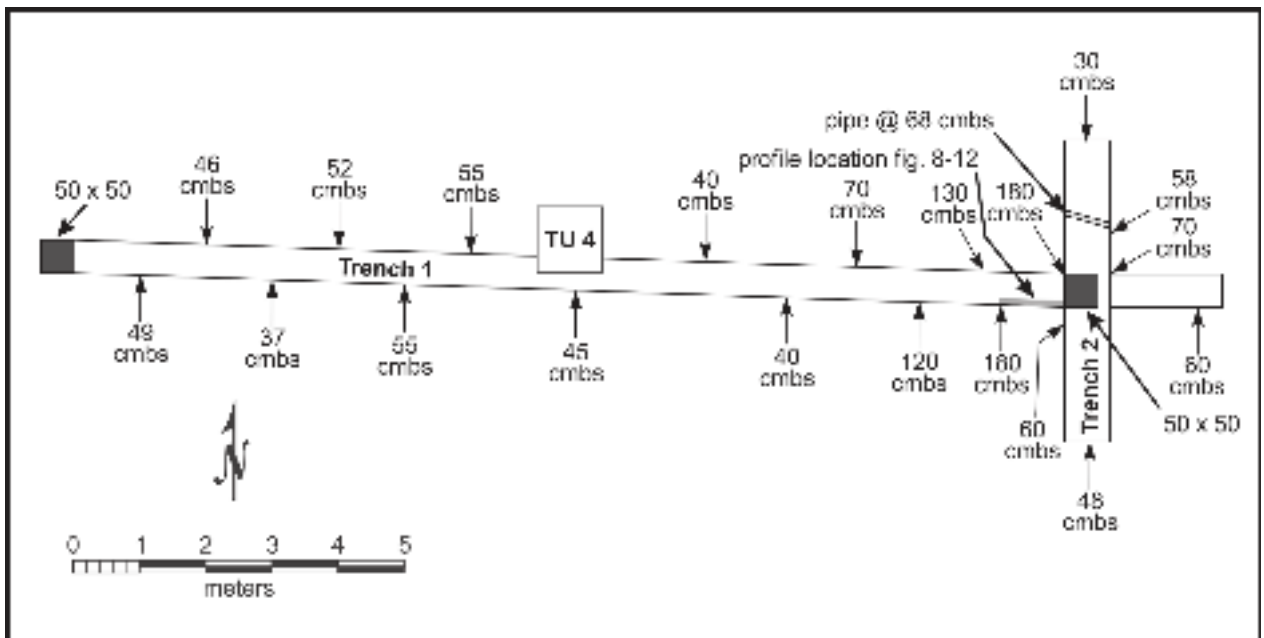 30
cmbs
pipe @ 68 cmbs
profile location fig. 8-12
46
cmbs
52
cmbs
55
cmbs
40
cmbs
70
cmbs
130
cmbs
180
cmbs
58
cmbs
70
cmbs
50 x 50
TU 4
Trench 1
49
cmbs
37
cmbs
55
cmbs
45
cmbs
40
cmbs
120
cmbs
180
cmbs
60
cmbs
Trench 2
cmbs
50 x 50
cmbs
N
0 1 2 3 4 5
meters